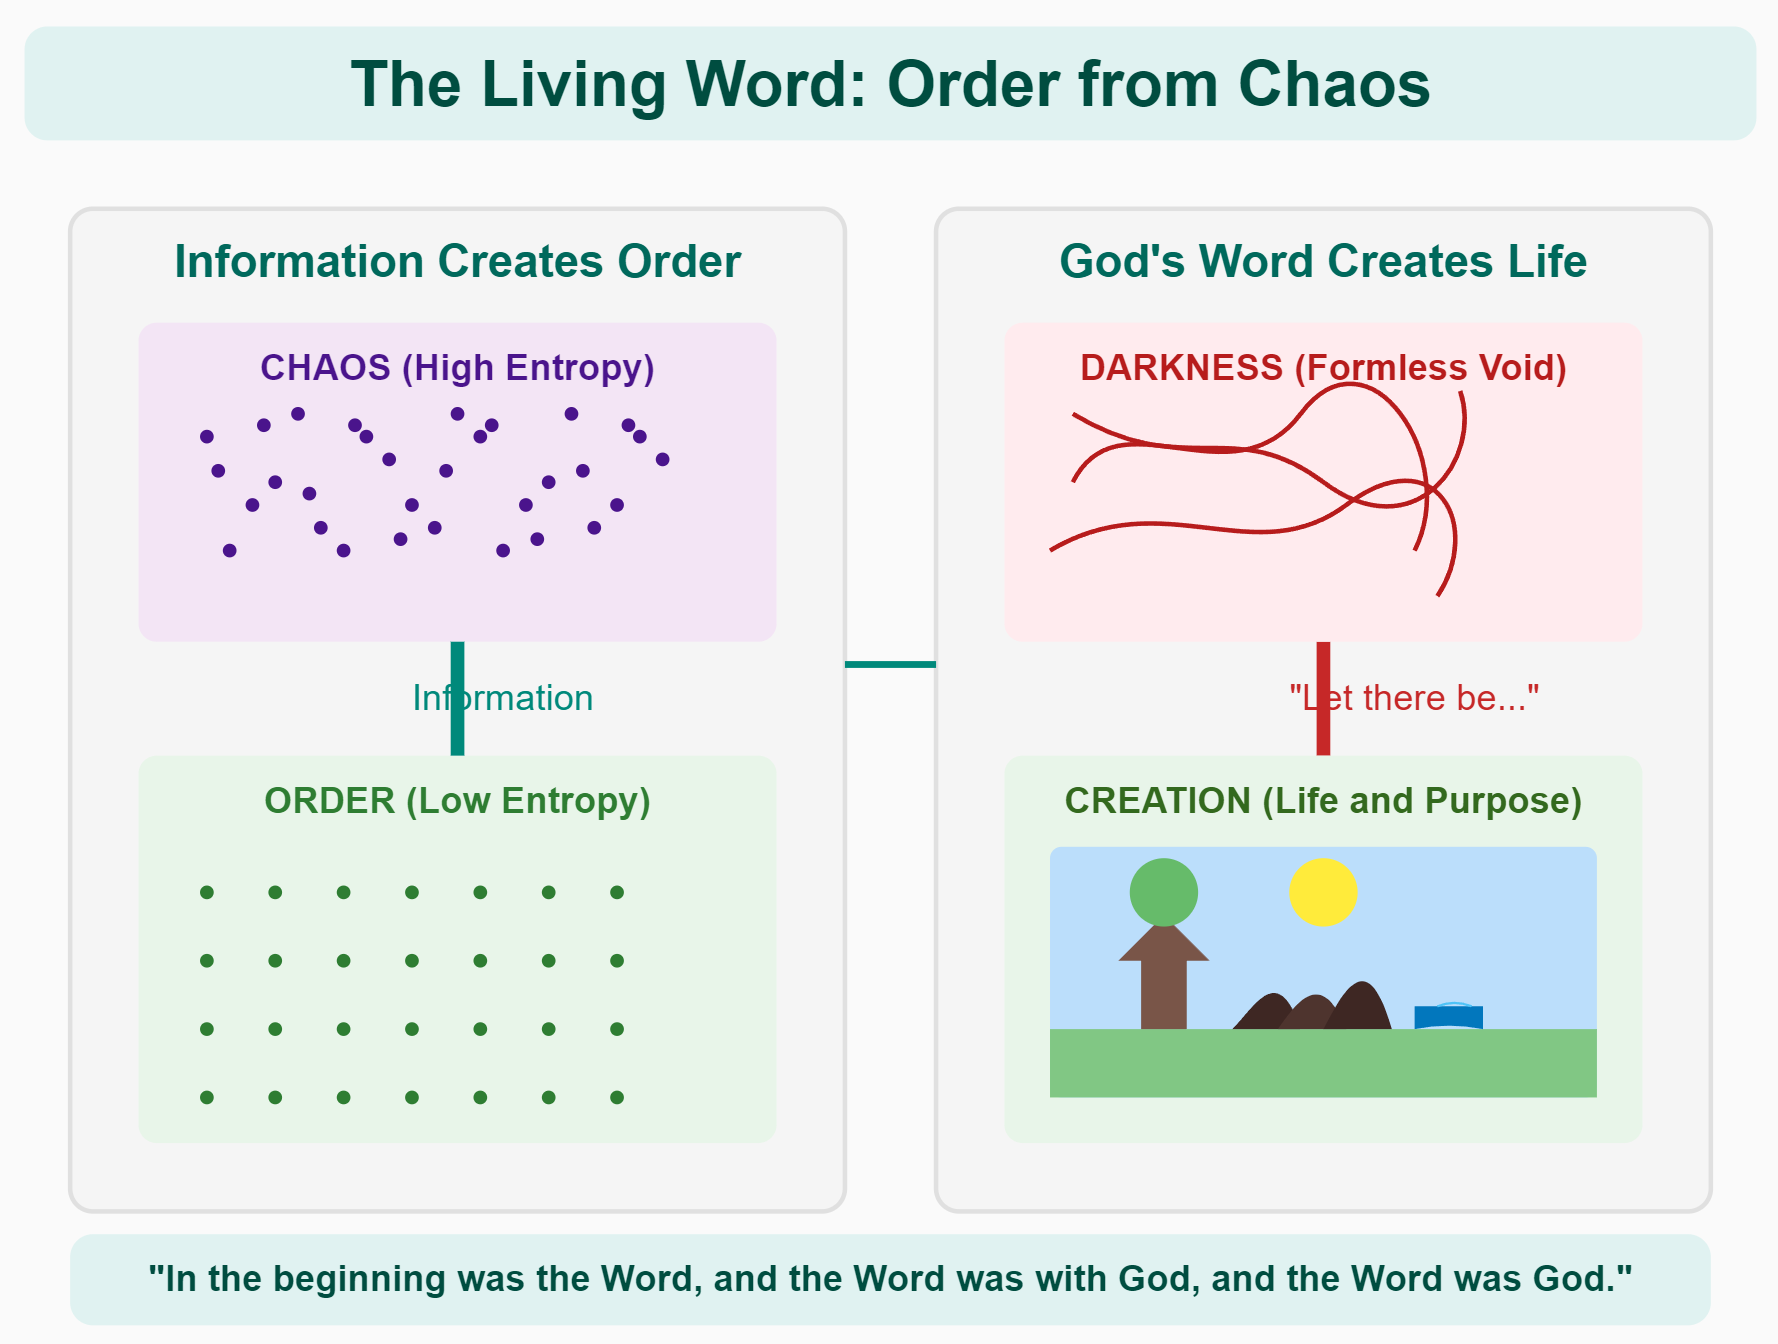 The Living Word: Order from Chaos
Information Creates Order
CHAOS (High Entropy)
Information
ORDER (Low Entropy)
God's Word Creates Life
DARKNESS (Formless Void)
"Let there be..."
CREATION (Life and Purpose)
"In the beginning was the Word, and the Word was with God, and the Word was God."